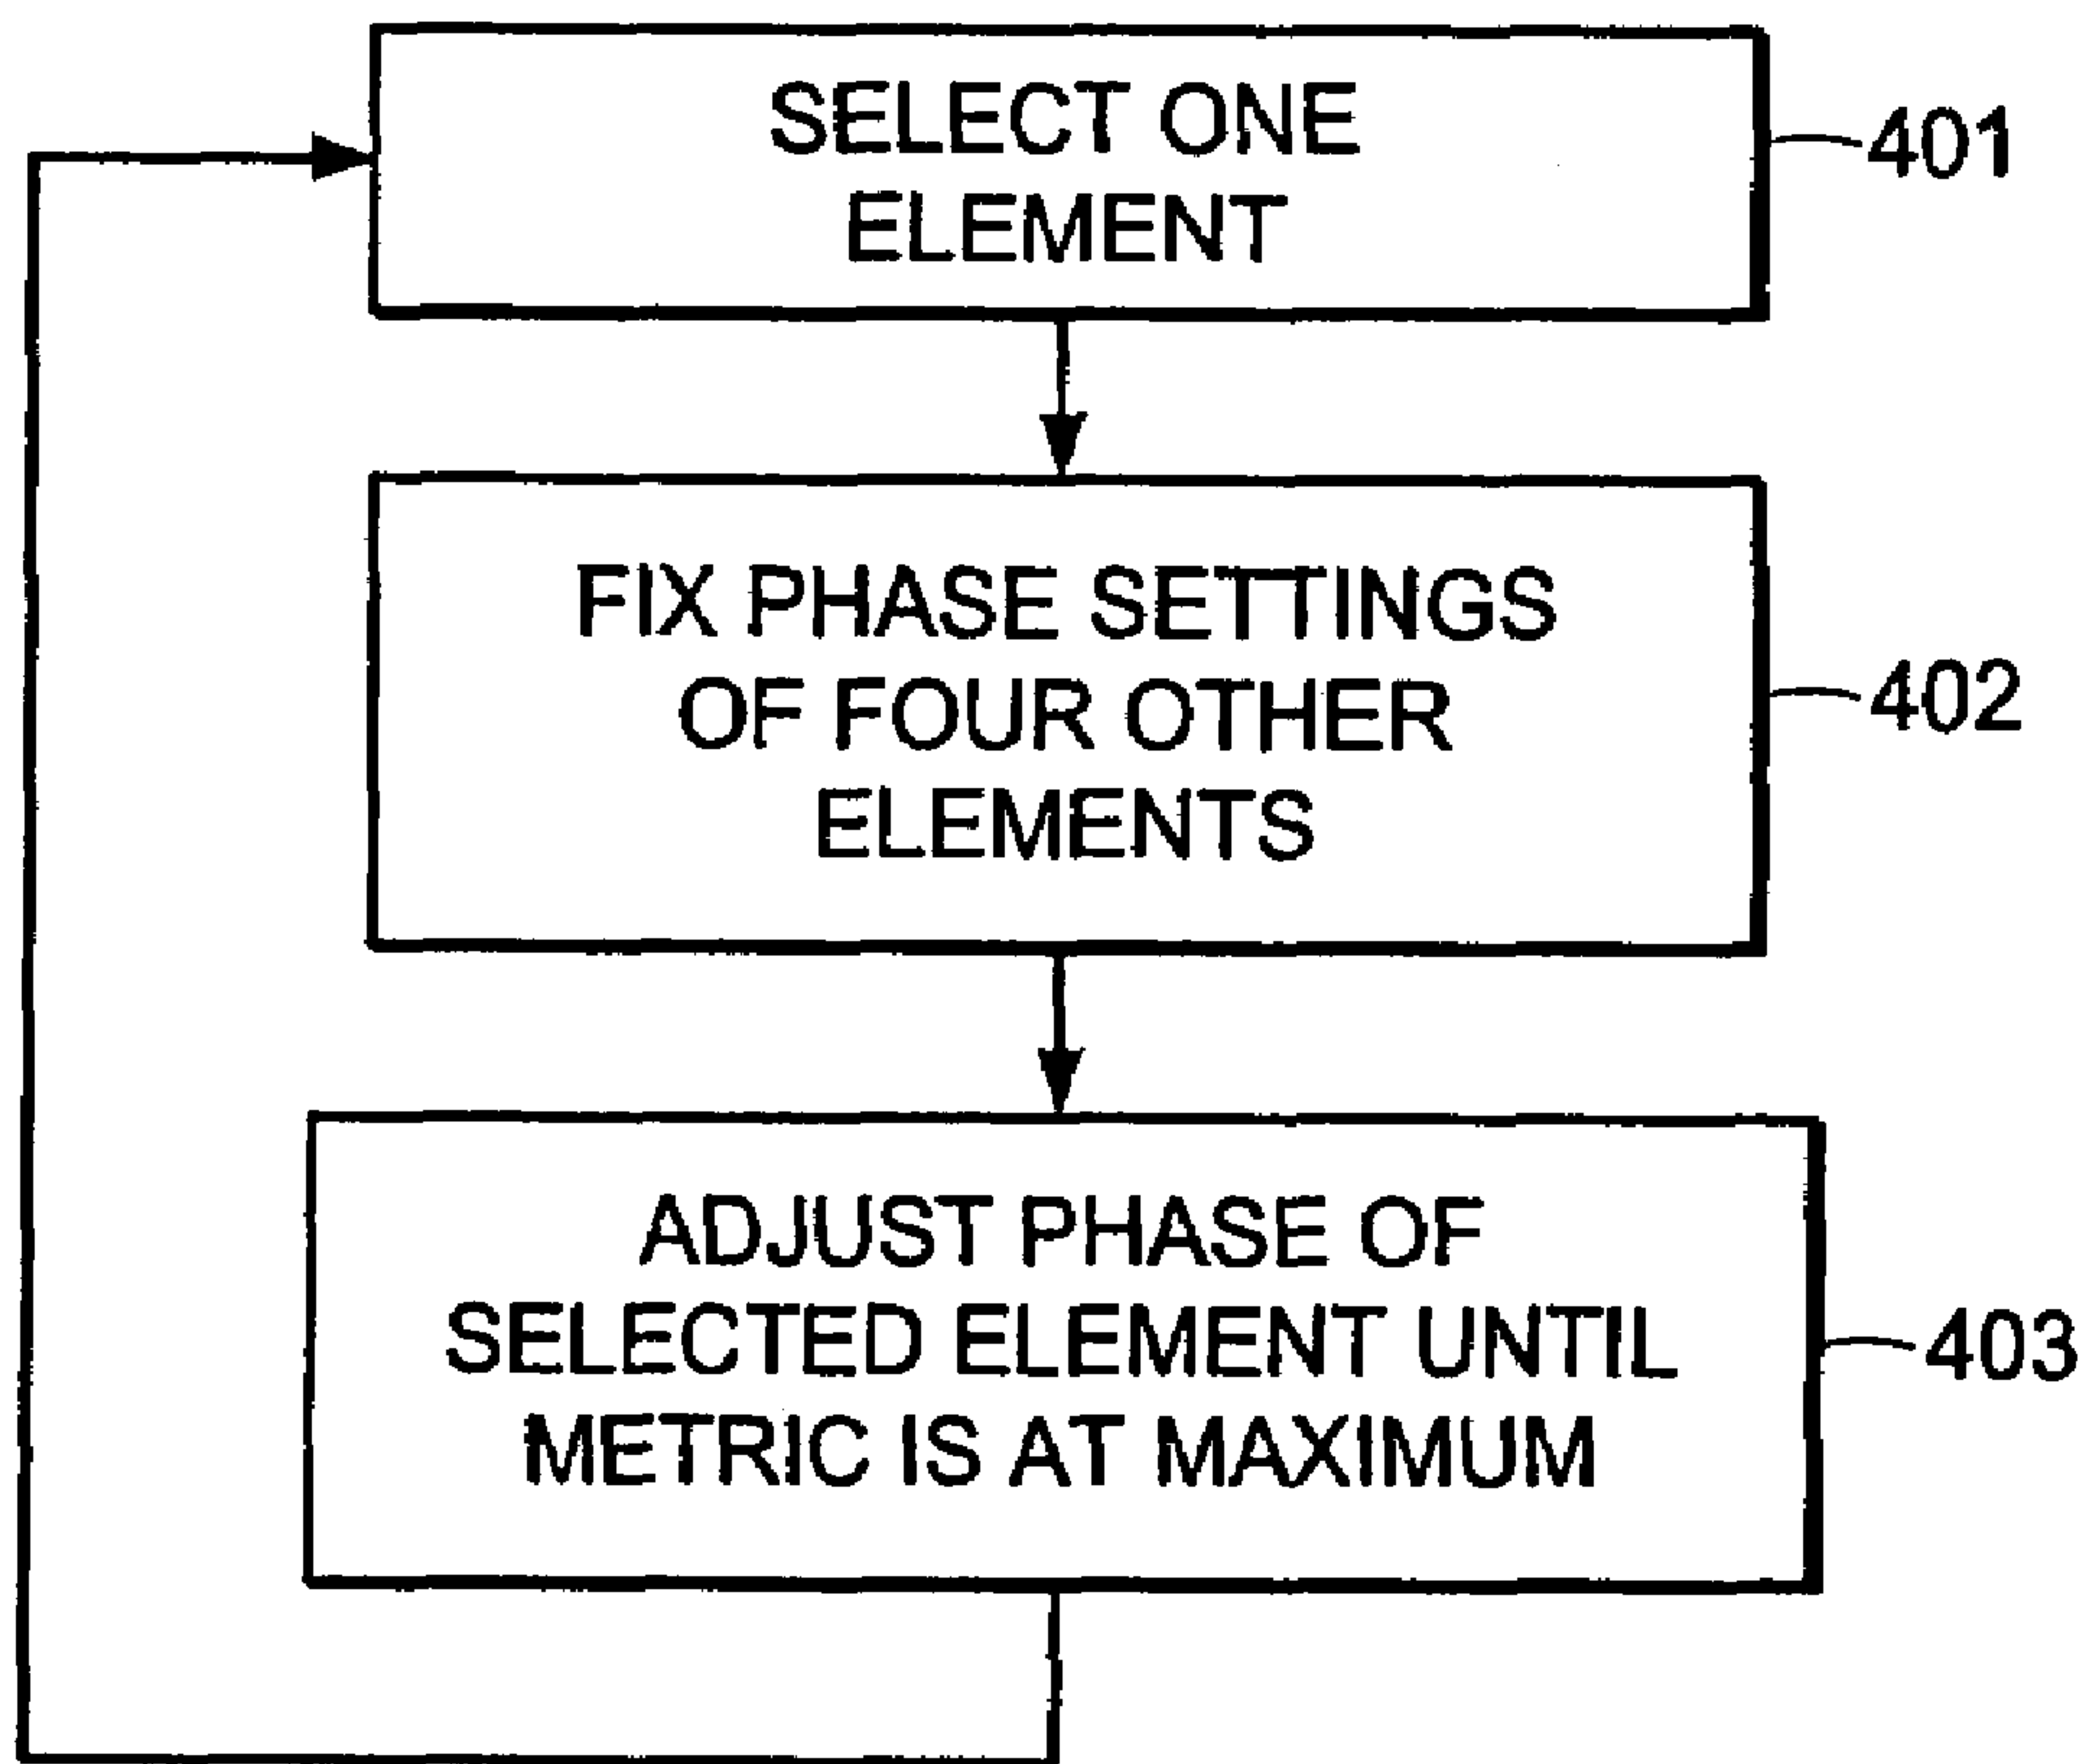 SELECT ONE
ELEMENT
401
FIX PHASE SETTINGS
OF FOUR OTHER
ELEMENTS
402
ADJUST PHASE OF
SELECTED ELEMENT UNTIL
METRIC IS AT MAXIMUM
403